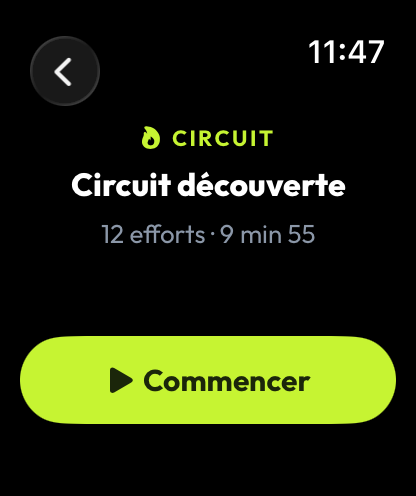 11:47
CIRCUIT
Circuit découverte
12 efforts · 9 min 55
Commencer